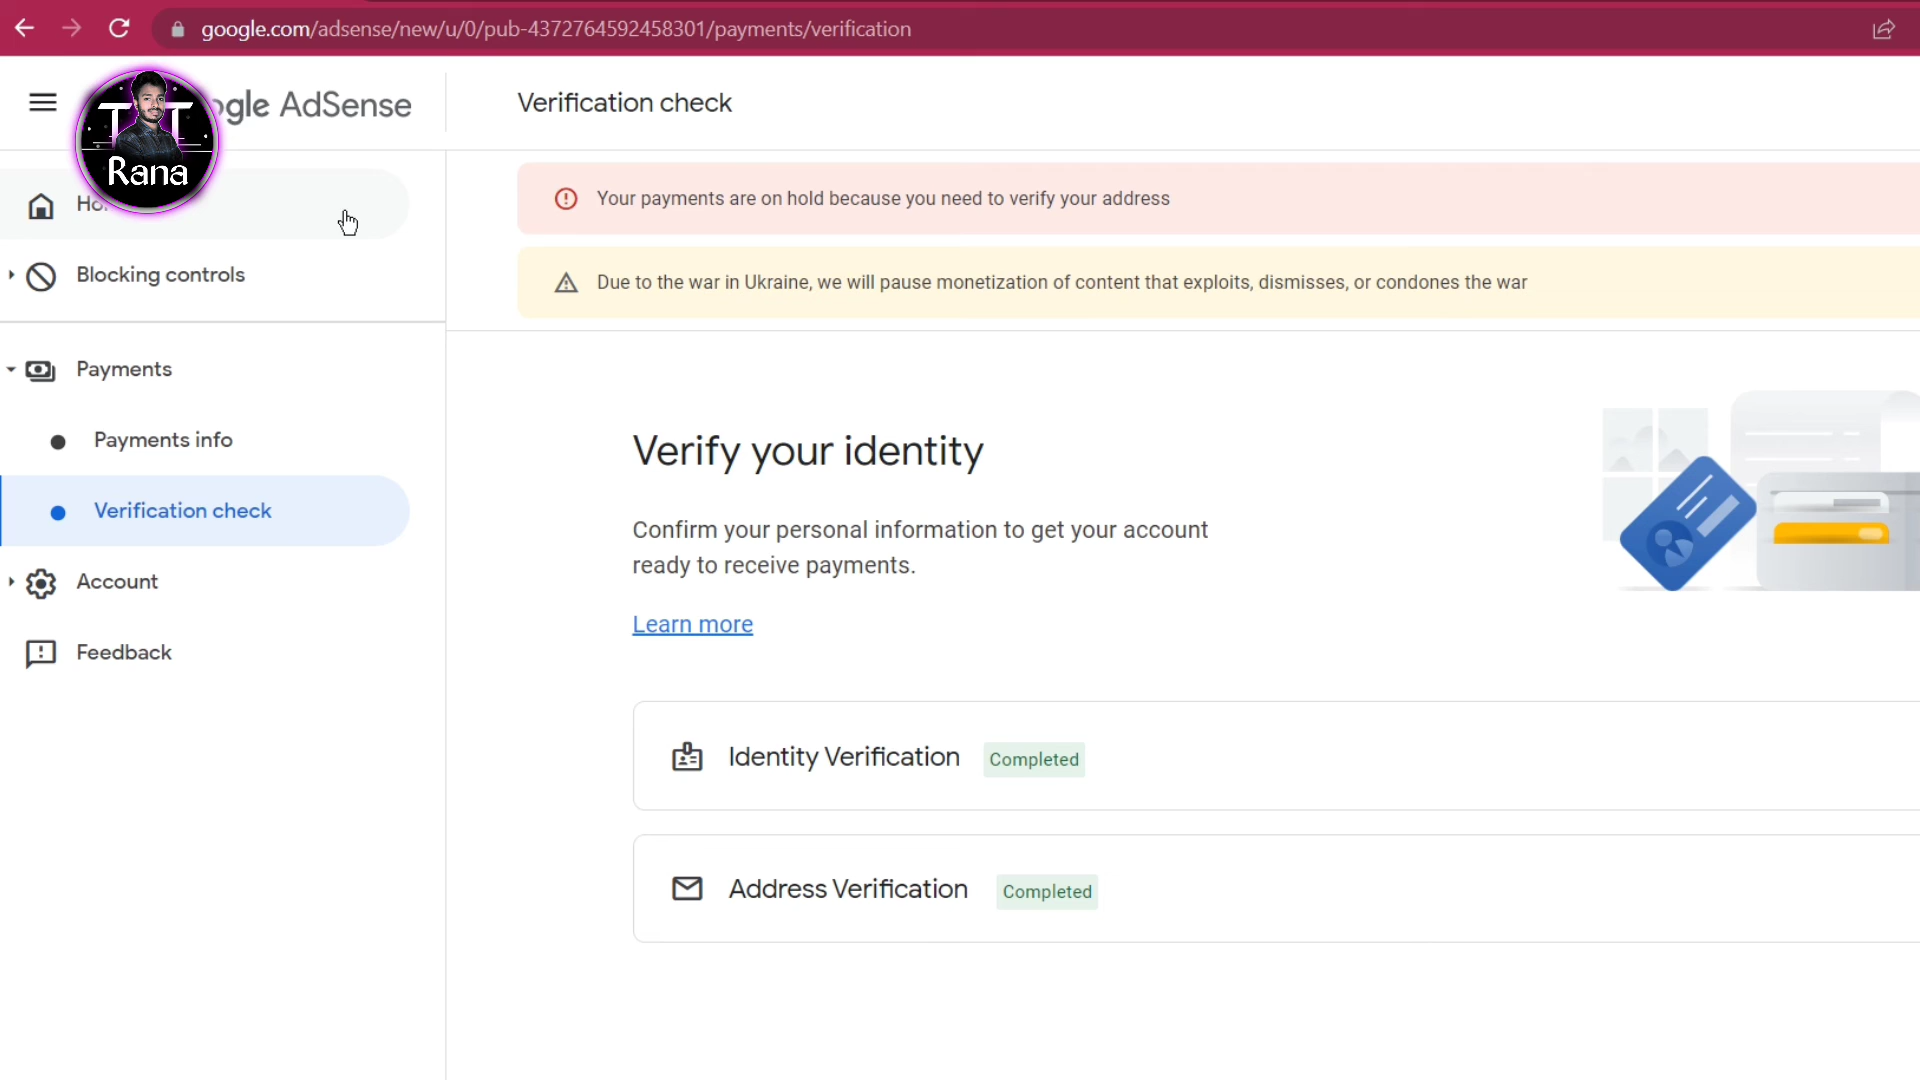 google.com/adsense/new/u/0/pub-4372764592458301/payments/verification
AdSense
Verification check
T T
Rana
Your payments are on hold because you need to verify your address
Blocking controls
Due to the war in Ukraine, we will pause monetization of content that exploits, dismisses, or condones the war
Payments
Payments info
Verification check
Account
Feedback
Verify your identity
Confirm your personal information to get your account
ready to receive payments.
Learn more
Identity Verification Completed
Address Verification Completed